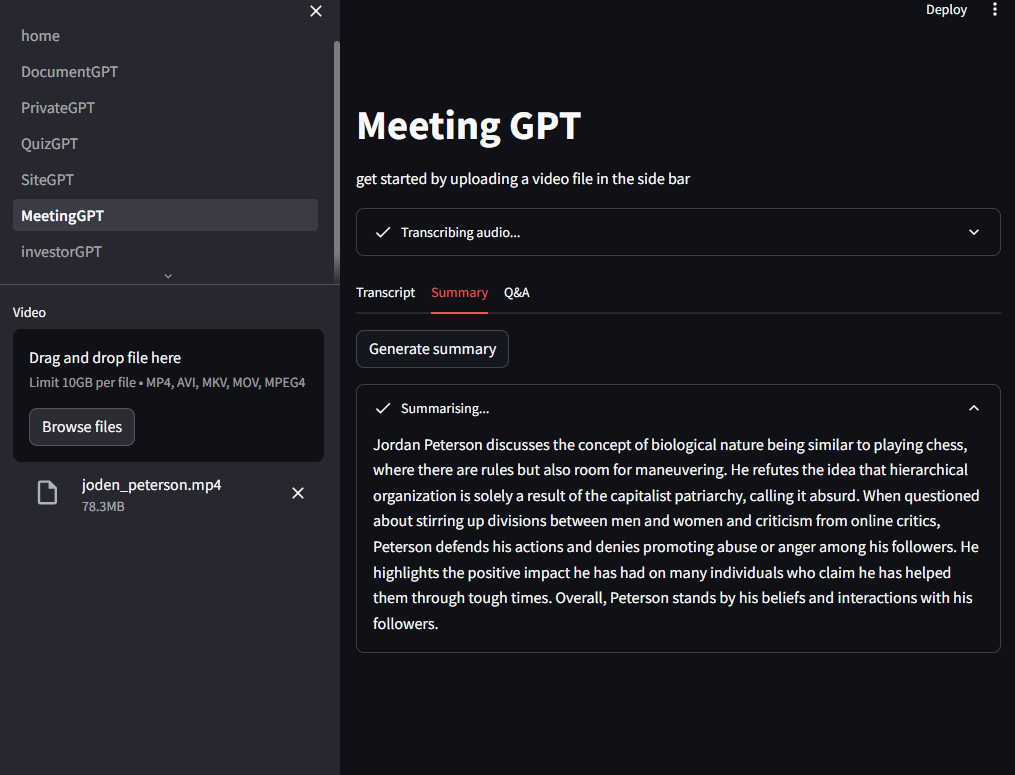 home
DocumentGPT
PrivateGPT
QuizGPT
SiteGPT
MeetingGPT
investorGPT
Video
Drag and drop file here
Limit 10GB per file • MP4, AVI, MKV, MOV, MPEG4
Browse files
joden_peterson.mp4
78.3MB
Deploy
Meeting GPT
get started by uploading a video file in the side bar
Transcribing audio...
Transcript Summary Q&A
Generate summary
Summarising...
Jordan Peterson discusses the concept of biological nature being similar to playing chess,
where there are rules but also room for maneuvering. He refutes the idea that hierarchical
organization is solely a result of the capitalist patriarchy, calling it absurd. When questioned
about stirring up divisions between men and women and criticism from online critics,
Peterson defends his actions and denies promoting abuse or anger among his followers. He
highlights the positive impact he has had on many individuals who claim he has helped
them through tough times. Overall, Peterson stands by his beliefs and interactions with his
followers.